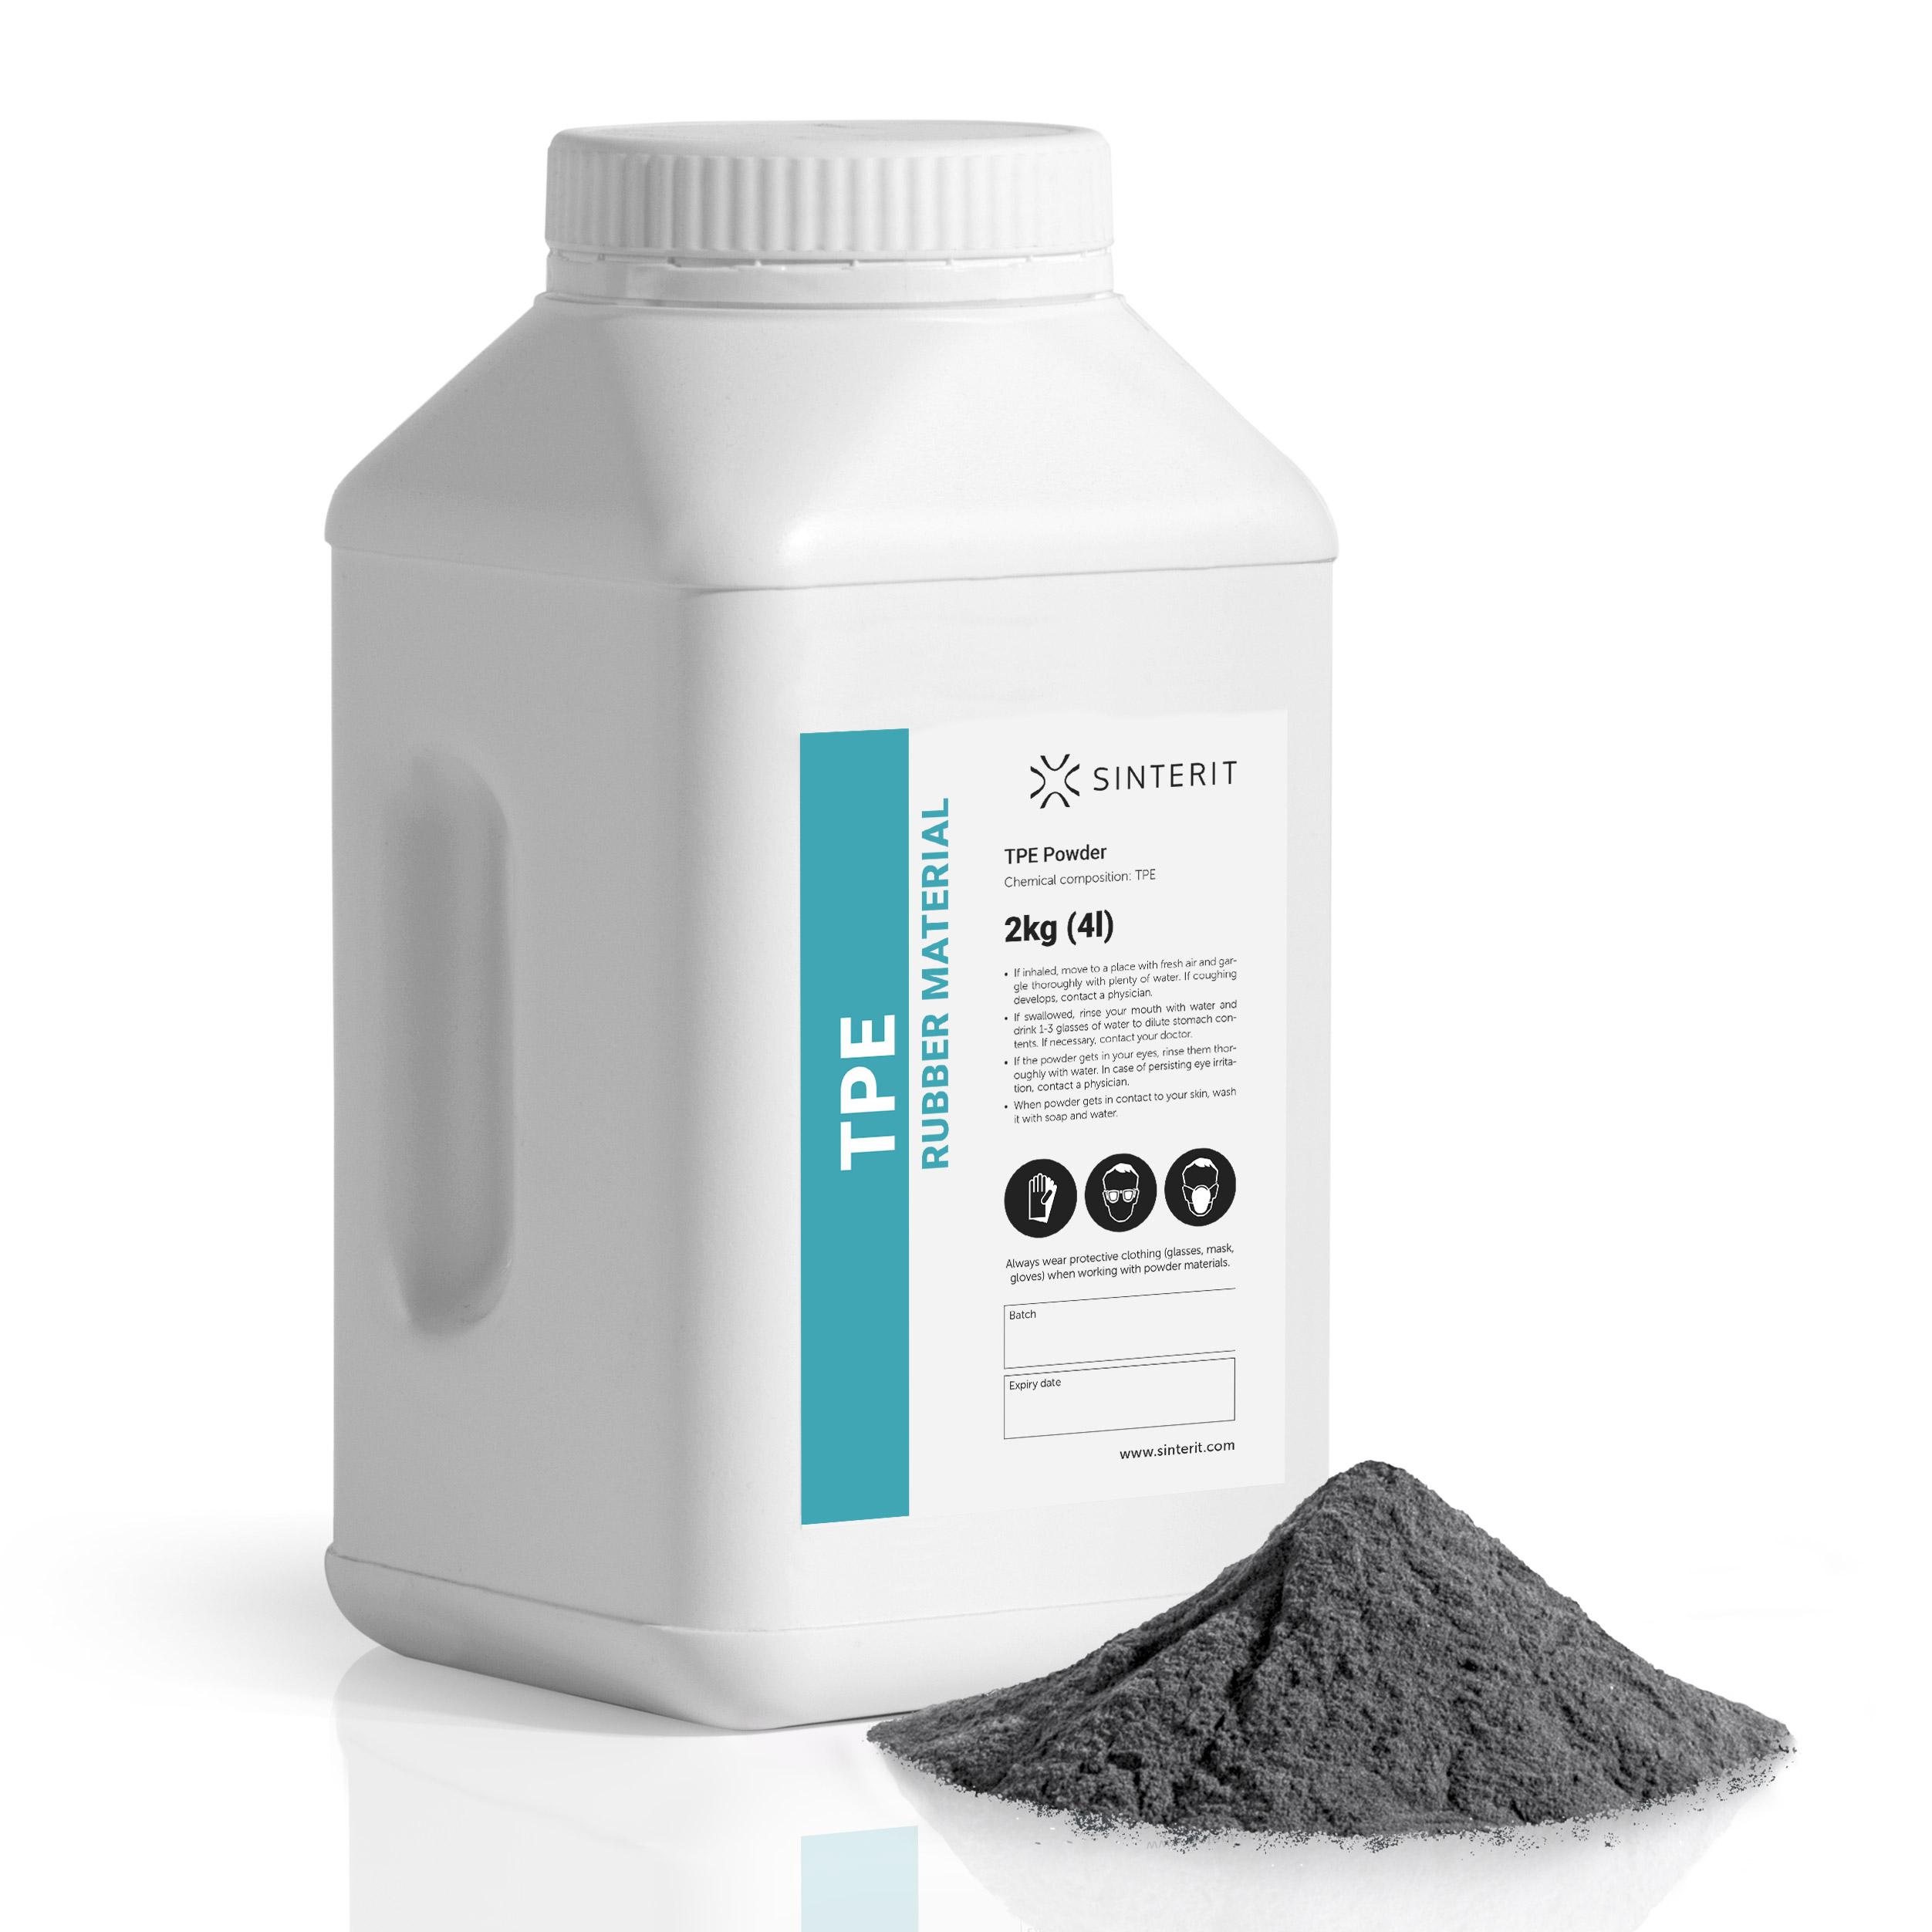 TPE
RUBBER MATERIAL
SINTERIT
TPE Powder
Chemical composition: TPE
2kg (4l)
• If inhaled, move to a place with fresh air and gar-
gle thoroughly with plenty of water. If coughing
develops, contact a physician.
• If swallowed, rinse your mouth with water and
drink 1-3 glasses of water to dilute stomach con-
tents. If necessary, contact your doctor.
• If the powder gets in your eyes, rinse them thor-
oughly with water. In case of persisting eye irrita-
tion, contact a physician.
• When powder gets in contact to your skin, wash
it with soap and water.
Always wear protective clothing (glasses, mask,
gloves) when working with powder materials.
Batch
Expiry date
www.sinterit.com